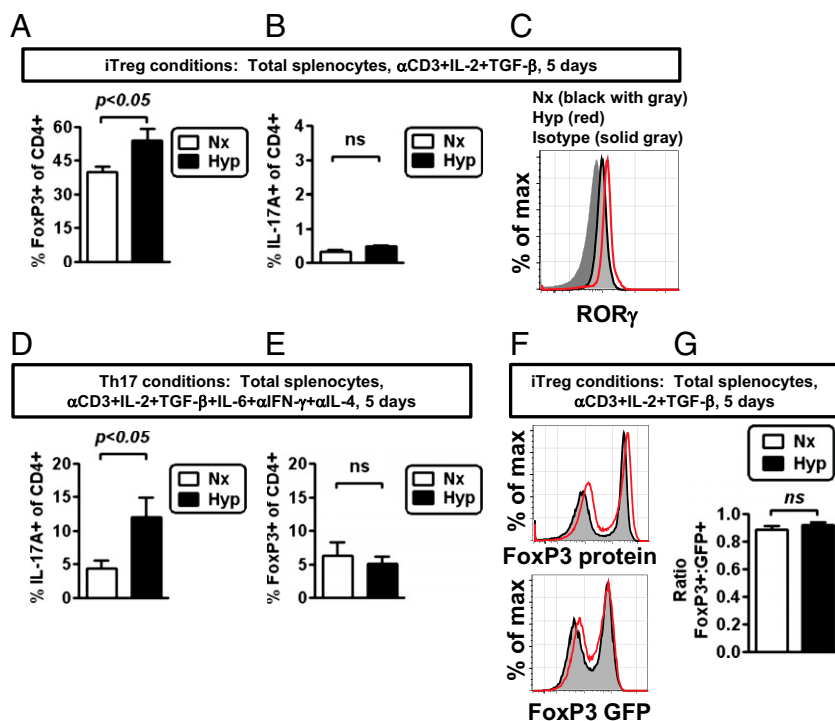 A B C
iTreg conditions: Total splenocytes, αCD3+IL-2+TGF-β, 5 days
p<0.05
% FoxP3+ of CD4+
60
45
30
15
0
Nx
Hyp
ns
% IL-17A+ of CD4+
4
3
2
1
0
Nx
Hyp
Nx (black with gray)
Hyp (red)
Isotype (solid gray)
% of max
RORγ
D E F G
Th17 conditions: Total splenocytes,
αCD3+IL-2+TGF-β+IL-6+αIFN-γ+αIL-4, 5 days
p<0.05
% IL-17A+ of CD4+
20
15
10
5
0
Nx
Hyp
ns
% FoxP3+ of CD4+
20
15
10
5
0
Nx
Hyp
iTreg conditions: Total splenocytes,
αCD3+IL-2+TGF-β, 5 days
% of max
FoxP3 protein
% of max
FoxP3 GFP
Nx
Hyp
ns
Ratio
FoxP3+:GFP+
1.0
0.8
0.6
0.4
0.2
0.0